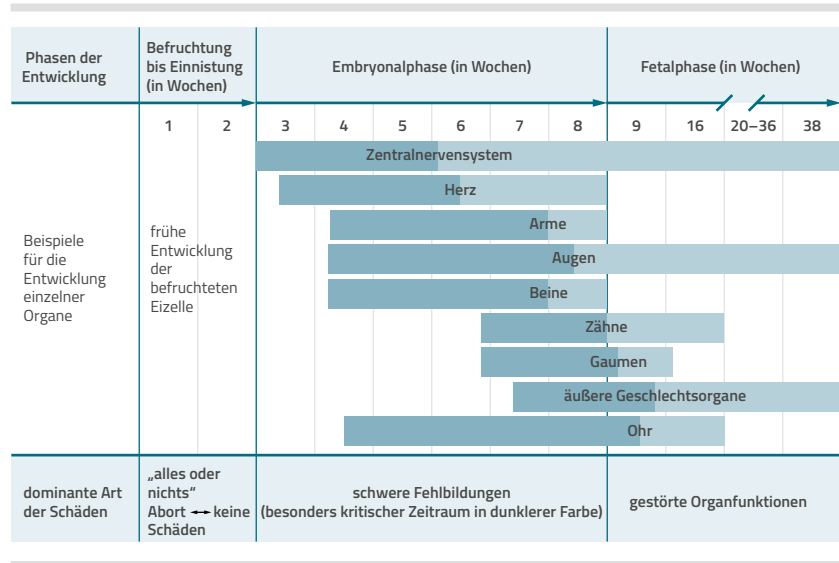 Phasen der
Entwicklung
Befruchtung
bis Einnistung
(in Wochen)
Embryonalphase (in Wochen)
Fetalphase (in Wochen)
1 2 3 4 5 6 7 8 9 16 20–36 38
Beispiele
für die
Entwicklung
einzelner
Organe
frühe
Entwicklung
der
befruchteten
Eizelle
Zentralnervensystem
Herz
Arme
Augen
Beine
Zähne
Gaumen
äußere Geschlechtsorgane
Ohr
dominante Art
der Schäden
„alles oder
nichts“
Abort ↔ keine
Schäden
schwere Fehlbildungen
(besonders kritischer Zeitraum in dunklerer Farbe)
gestörte Organfunktionen